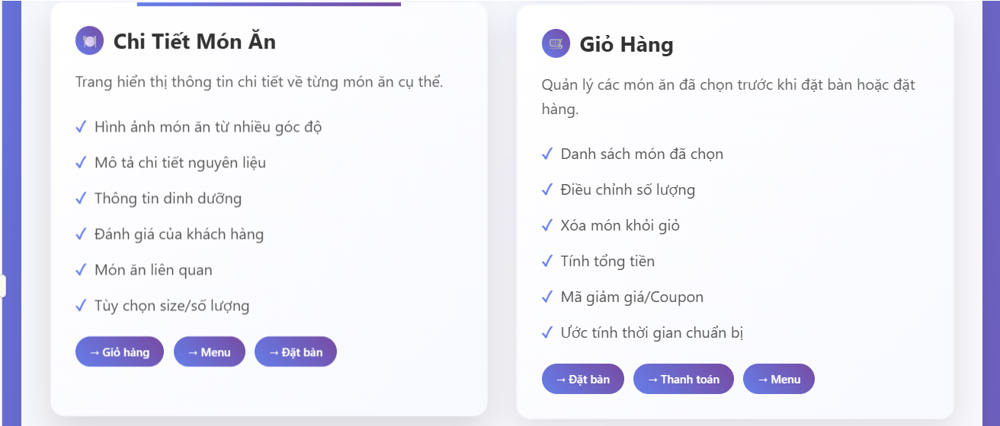 Chi Tiết Món Ăn
Trang hiển thị thông tin chi tiết về từng món ăn cụ thể.
✓ Hình ảnh món ăn từ nhiều góc độ
✓ Mô tả chi tiết nguyên liệu
✓ Thông tin dinh dưỡng
✓ Đánh giá của khách hàng
✓ Món ăn liên quan
✓ Tùy chọn size/số lượng
→ Giỏ hàng → Menu → Đặt bàn
Giỏ Hàng
Quản lý các món ăn đã chọn trước khi đặt bàn hoặc đặt
hàng.
✓ Danh sách món đã chọn
✓ Điều chỉnh số lượng
✓ Xóa món khỏi giỏ
✓ Tính tổng tiền
✓ Mã giảm giá/Coupon
✓ Ước tính thời gian chuẩn bị
→ Đặt bàn → Thanh toán → Menu